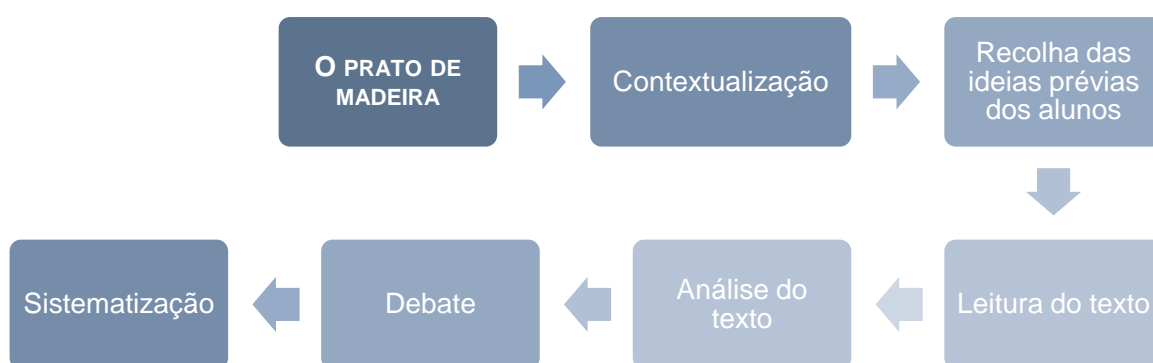 O PRATO DE
MADEIRA
Contextualização
Recolha das
ideias prévias
dos alunos
Leitura do texto
Análise do
texto
Debate
Sistematização